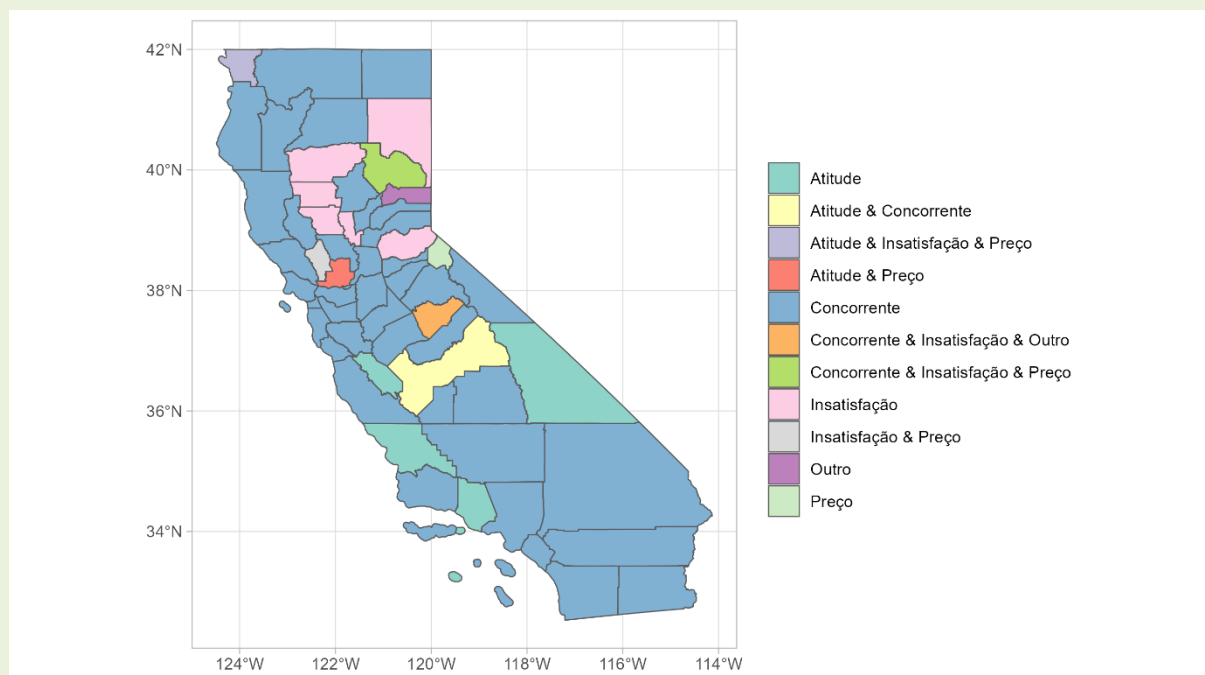 42°N
40°N
38°N
36°N
34°N
124°W 122°W 120°W 118°W 116°W 114°W
Atitude
Atitude & Concorrente
Atitude & Insatisfação & Preço
Atitude & Preço
Concorrente
Concorrente & Insatisfação & Outro
Concorrente & Insatisfação & Preço
Insatisfação
Insatisfação & Preço
Outro
Preço